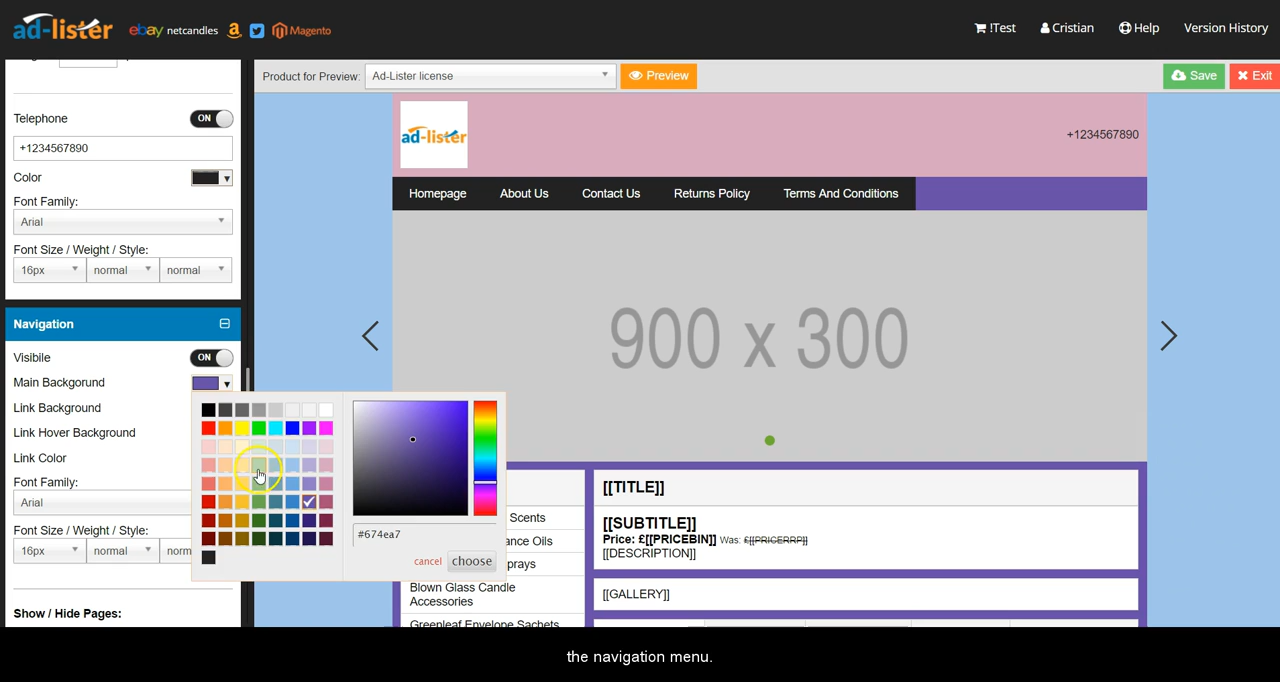 ad-lister ebay netcandles a Magento !Test Cristian Help Version History
Product for Preview: Ad-Lister license Preview Save Exit
Telephone ON
+1234567890
Color
Font Family:
Arial
Font Size / Weight / Style:
16px normal normal
Navigation
Visibile ON
Main Backgorund
Link Background
Link Hover Background
Link Color
Font Family:
Arial
Font Size / Weight / Style:
16px normal norm
Show / Hide Pages:
#674ea7
cancel choose
ad-lister
+1234567890
Homepage About Us Contact Us Returns Policy Terms And Conditions
900 x 300
Scents
ance Oils
prays
Blown Glass Candle
Accessories
Greenleaf Envelope Sachets
[[TITLE]]
[[SUBTITLE]]
Price: £[[PRICEBIN]] Was: £[[PRICERRP]]
[[DESCRIPTION]]
[[GALLERY]]
the navigation menu.